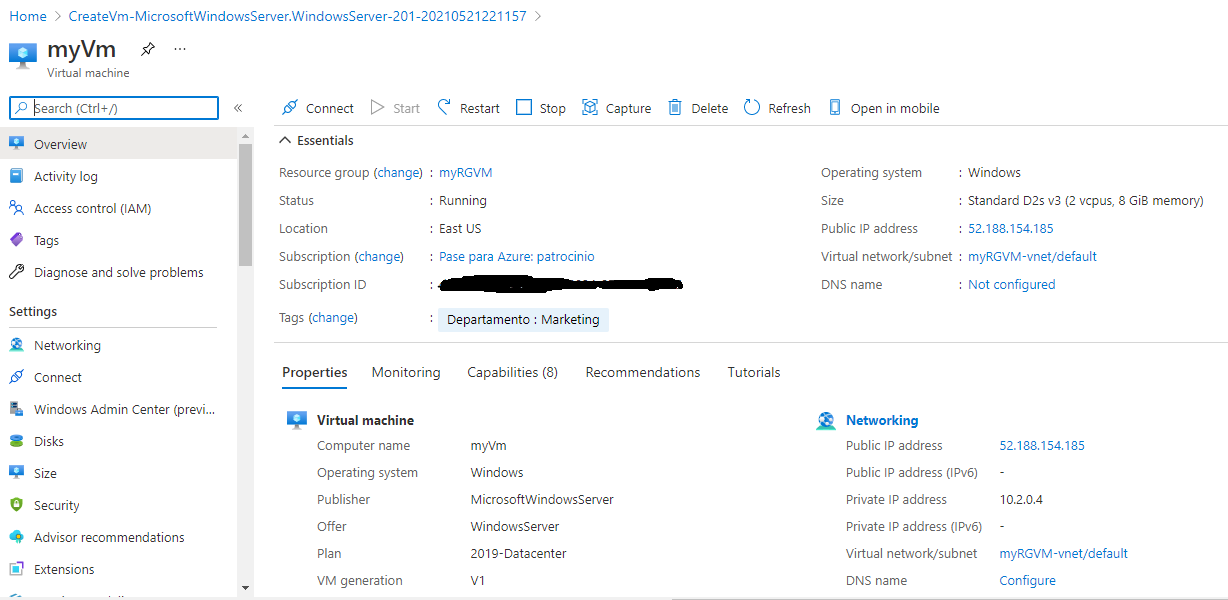 Home > CreateVm-MicrosoftWindowsServer.WindowsServer-201-20210521221157 >
myVm ...
Virtual machine
Search (Ctrl+/) «
Overview
Activity log
Access control (IAM)
Tags
Diagnose and solve problems
Settings
Networking
Connect
Windows Admin Center (previ...
Disks
Size
Security
Advisor recommendations
Extensions
Connect Start Restart Stop Capture Delete Refresh Open in mobile
Essentials
Resource group (change) : myRGVM
Status : Running
Location : East US
Subscription (change) : Pase para Azure: patrocinio
Subscription ID :
Tags (change) : Departamento : Marketing
Operating system : Windows
Size : Standard D2s v3 (2 vcpus, 8 GiB memory)
Public IP address : 52.188.154.185
Virtual network/subnet : myRGVM-vnet/default
DNS name : Not configured
Properties Monitoring Capabilities (8) Recommendations Tutorials
Virtual machine
Computer name myVm
Operating system Windows
Publisher MicrosoftWindowsServer
Offer WindowsServer
Plan 2019-Datacenter
VM generation V1
Networking
Public IP address 52.188.154.185
Public IP address (IPv6) -
Private IP address 10.2.0.4
Private IP address (IPv6) -
Virtual network/subnet myRGVM-vnet/default
DNS name Configure